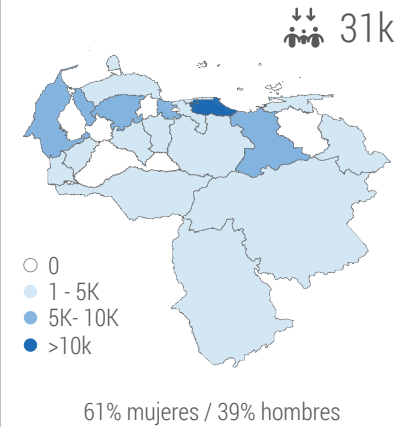 31k
0
1 - 5K
5K- 10K
>10k
61% mujeres / 39% hombres